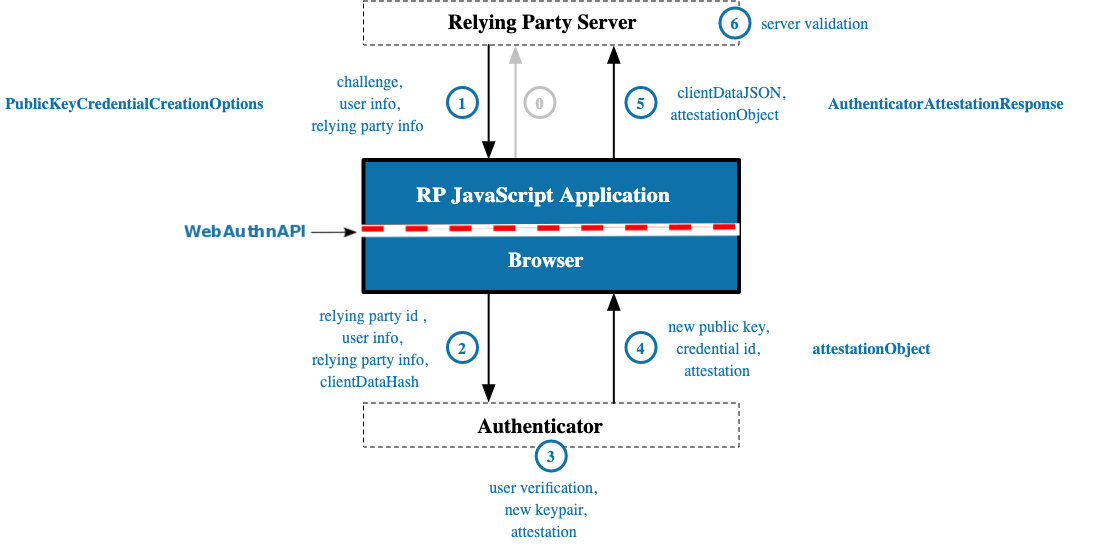 Relying Party Server
6
server validation
PublicKeyCredentialCreationOptions
challenge,
user info,
relying party info
1
0
5
clientDataJSON,
attestationObject
AuthenticatorAttestationResponse
RP JavaScript Application
WebAuthnAPI
Browser
relying party id ,
user info,
relying party info,
clientDataHash
2
4
new public key,
credential id,
attestation
attestationObject
Authenticator
3
user verification,
new keypair,
attestation